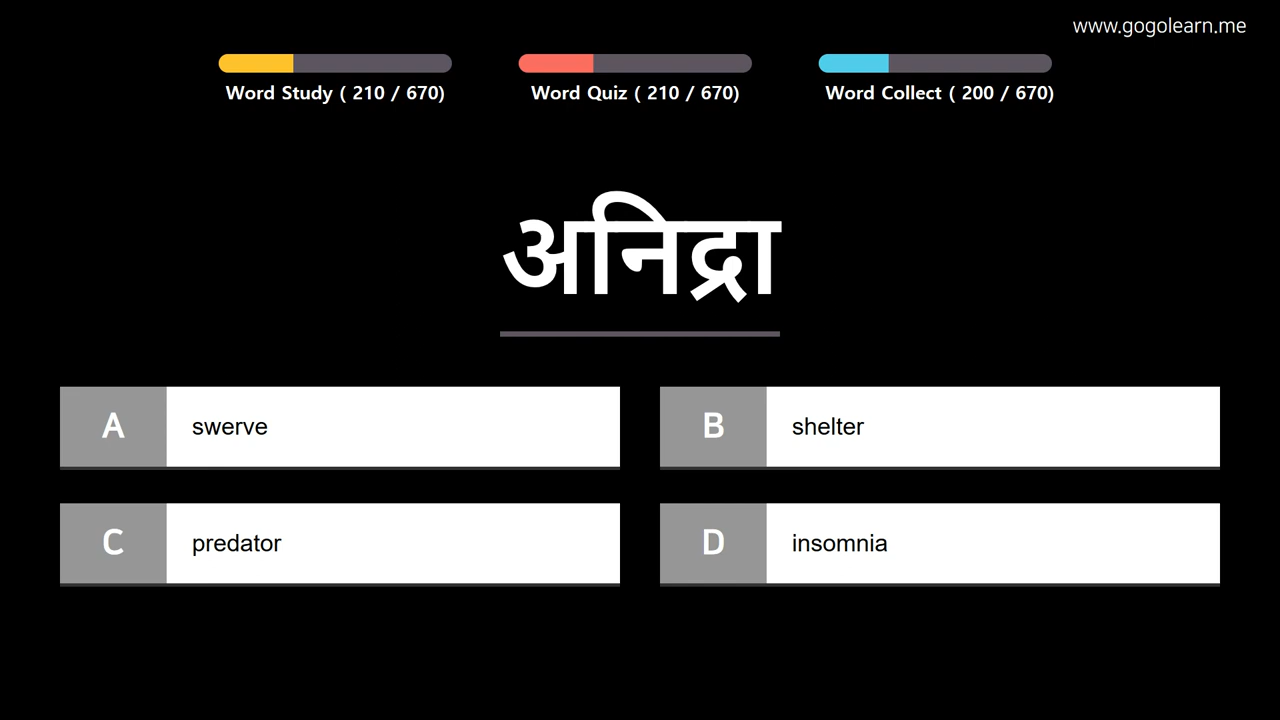 www.gogolearn.me
Word Study ( 210 / 670)
Word Quiz ( 210 / 670)
Word Collect ( 200 / 670)
अनिद्रा
A swerve
B shelter
C predator
D insomnia